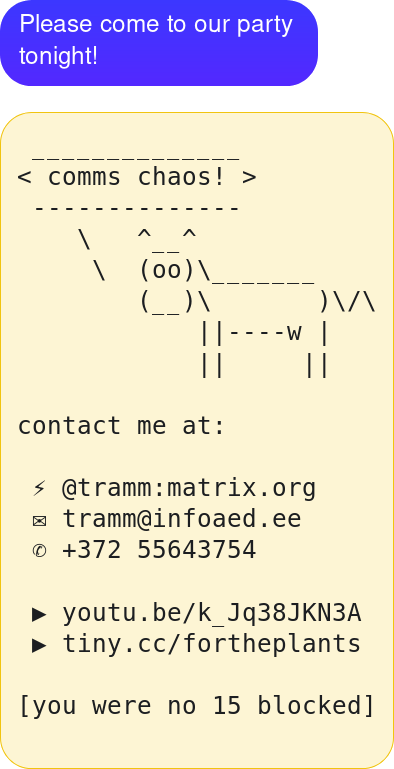 Please come to our party
tonight!
 ______________
< comms chaos! >
 --------------
    \   ^__^
     \  (oo)\_______
        (__)\       )\/\
            ||----w |
            ||     ||
contact me at:
⚡ @tramm:matrix.org
✉ tramm@infoaed.ee
✆ +372 55643754
▶ youtu.be/k_Jq38JKN3A
▶ tiny.cc/fortheplants
[you were no 15 blocked]